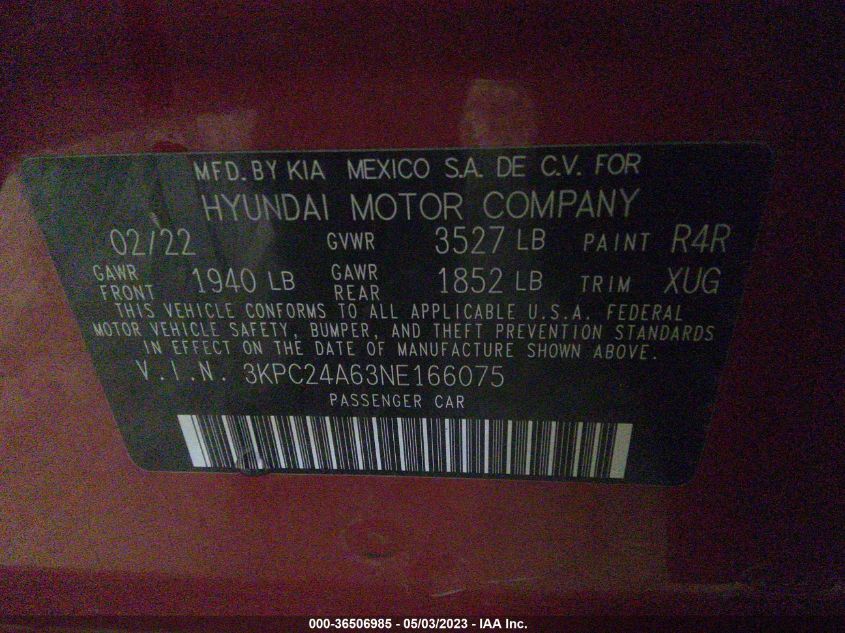 MFD. BY KIA MEXICO S.A. DE C.V. FOR
HYUNDAI MOTOR COMPANY
02/22 GVWR 3527 LB PAINT R4R
GAWR FRONT 1940 LB GAWR REAR 1852 LB TRIM XUG
THIS VEHICLE CONFORMS TO ALL APPLICABLE U.S.A. FEDERAL
MOTOR VEHICLE SAFETY, BUMPER, AND THEFT PREVENTION STANDARDS
IN EFFECT ON THE DATE OF MANUFACTURE SHOWN ABOVE.
V.I.N. 3KPC24A63NE166075
PASSENGER CAR
000-36506985 - 05/03/2023 - IAA Inc.